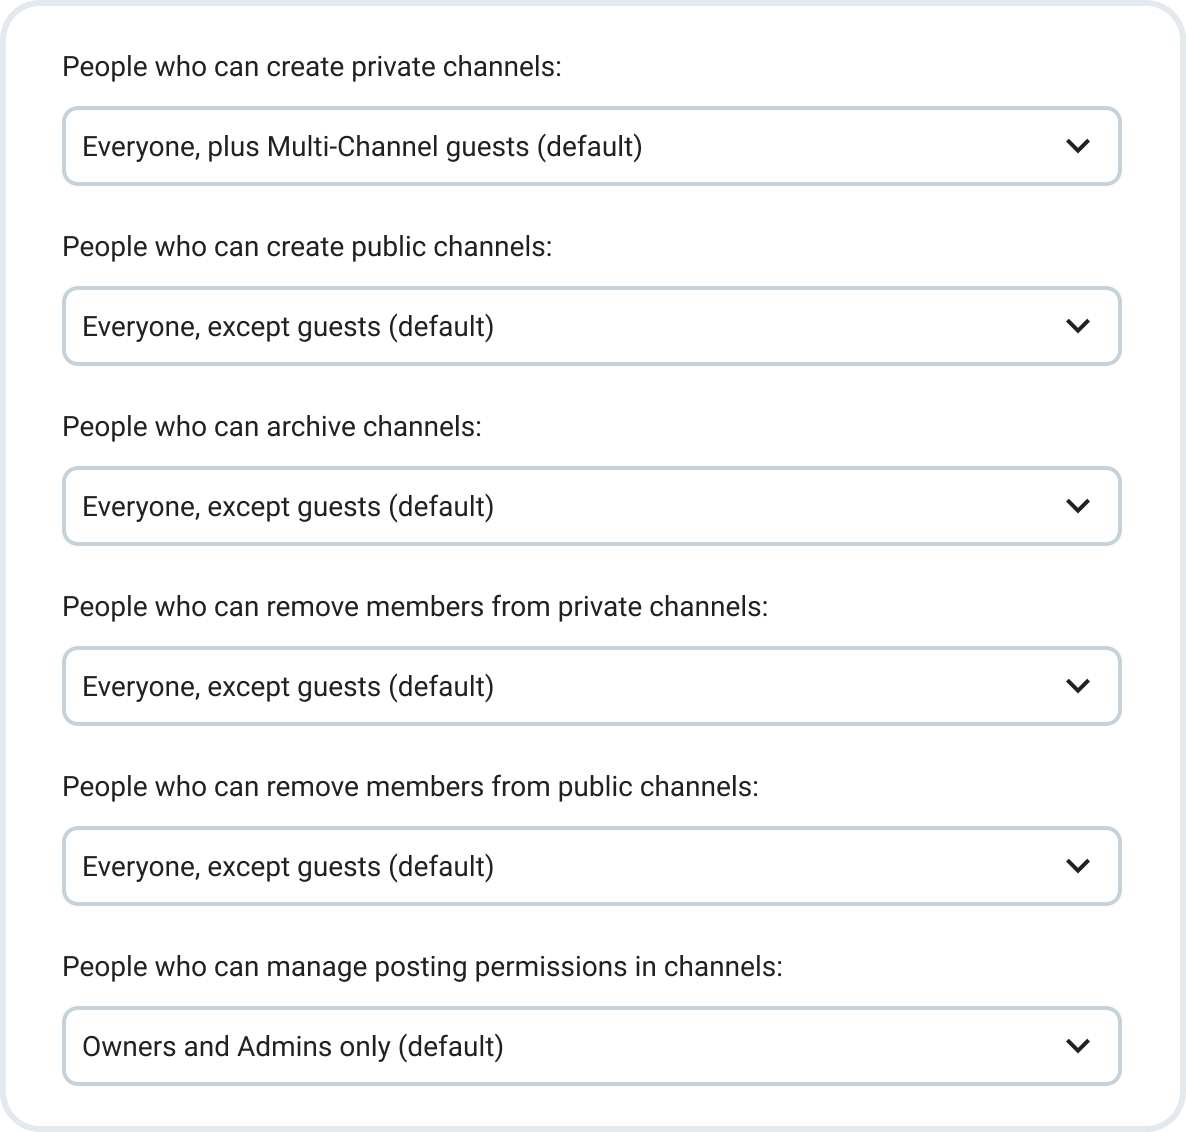 People who can create private channels:
Everyone, plus Multi-Channel guests (default)
People who can create public channels:
Everyone, except guests (default)
People who can archive channels:
Everyone, except guests (default)
People who can remove members from private channels:
Everyone, except guests (default)
People who can remove members from public channels:
Everyone, except guests (default)
People who can manage posting permissions in channels:
Owners and Admins only (default)